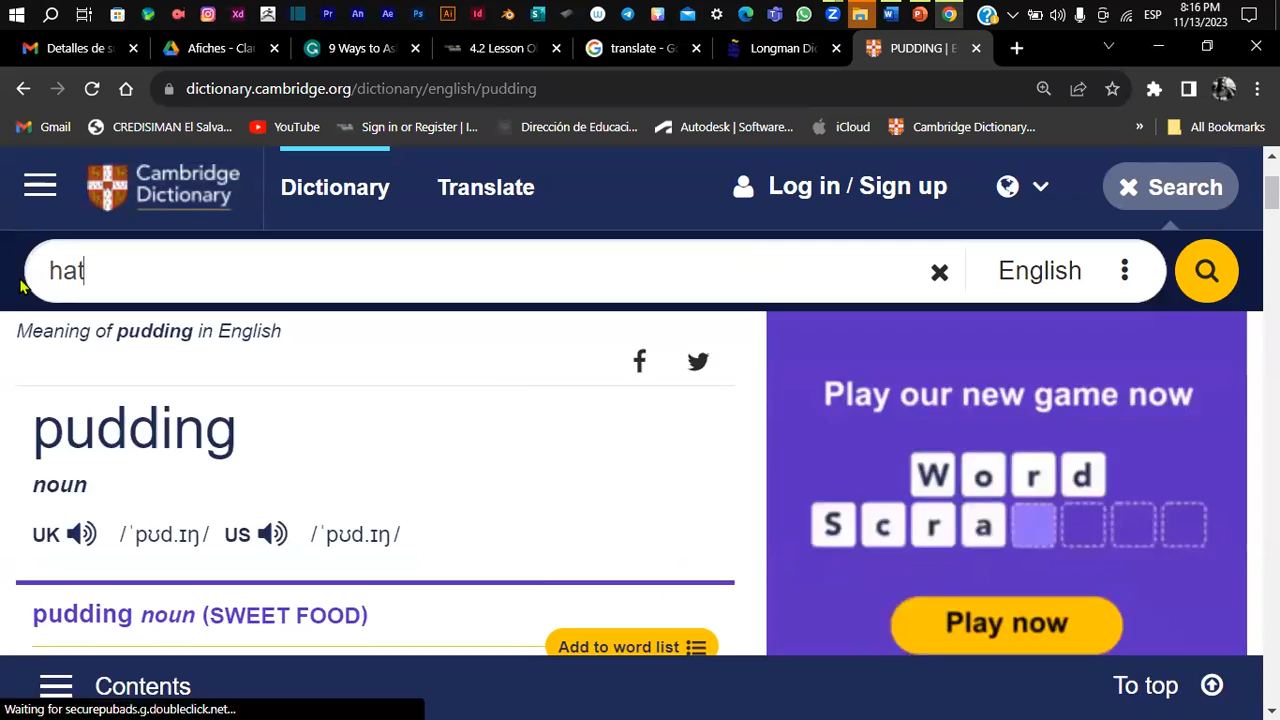 8:16 PM
ESP
11/13/2023
Detalles de s
Afiches - Cla
9 Ways to As
4.2 Lesson O
translate - Go
Longman Dic
PUDDING | E
dictionary.cambridge.org/dictionary/english/pudding
Gmail
CREDISIMAN El Salva...
YouTube
Sign in or Register | I...
Dirección de Educaci...
Autodesk | Software...
iCloud
Cambridge Dictionary...
»
All Bookmarks
Cambridge
Dictionary
Dictionary
Translate
Log in / Sign up
Search
hat
English
Meaning of pudding in English
pudding
noun
UK /ˈpʊd.ɪŋ/ US /ˈpʊd.ɪŋ/
pudding noun (SWEET FOOD)
Add to word list
Play our new game now
Word
Scra
Play now
Contents
To top
Waiting for securepubads.g.doubleclick.net...